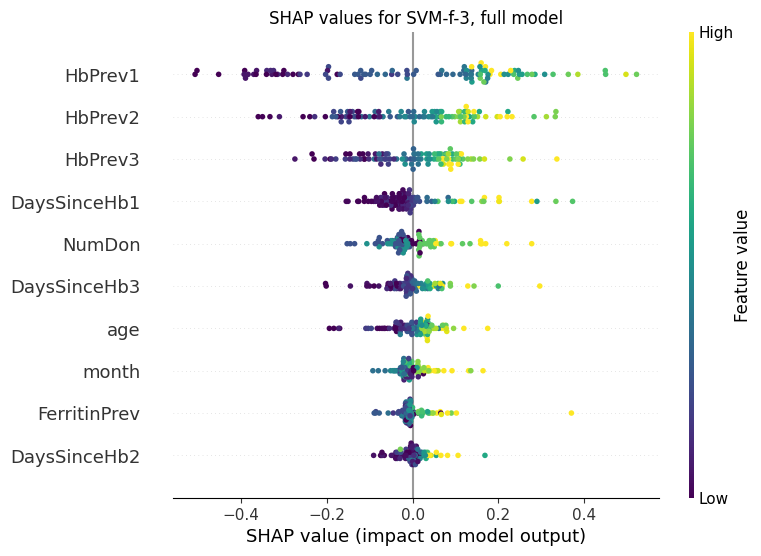 SHAP values for SVM-f-3, full model
HbPrev1
HbPrev2
HbPrev3
DaysSinceHb1
NumDon
DaysSinceHb3
age
month
FerritinPrev
DaysSinceHb2
−0.4 −0.2 0.0 0.2 0.4
SHAP value (impact on model output)
High
Feature value
Low